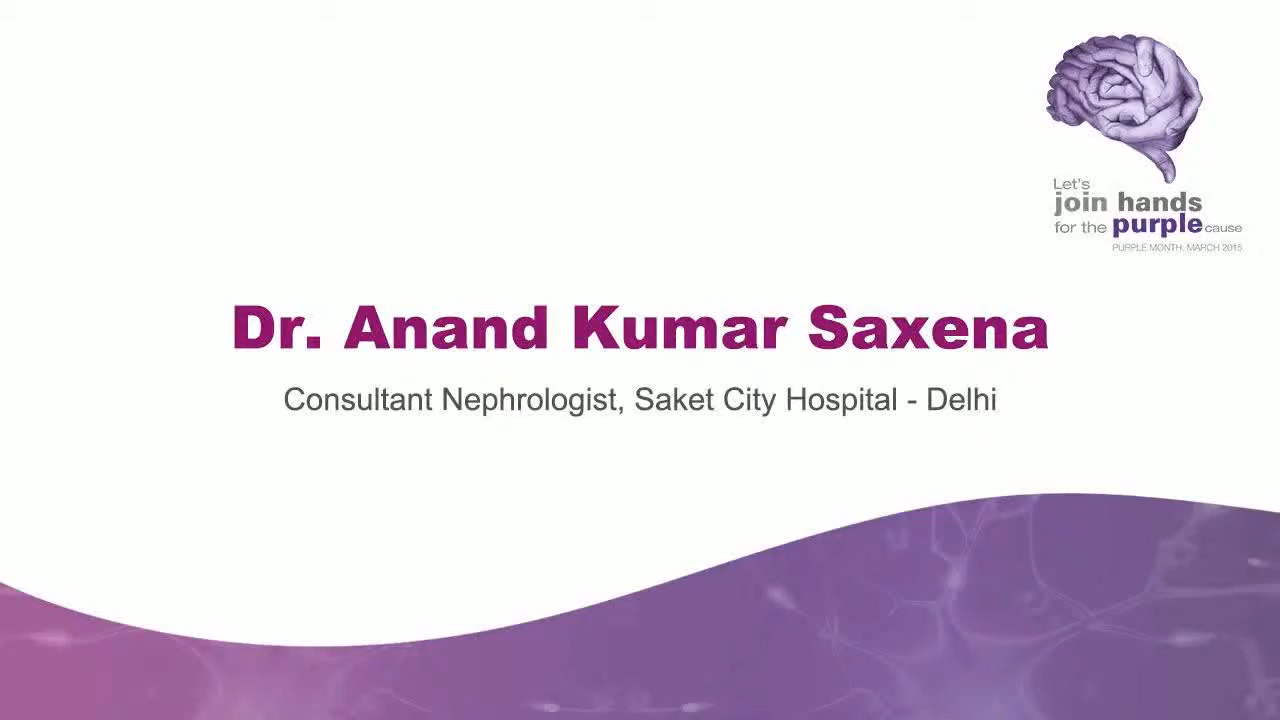 Let's
join hands
for the purple cause
PURPLE MONTH, MARCH 2015
Dr. Anand Kumar Saxena
Consultant Nephrologist, Saket City Hospital - Delhi